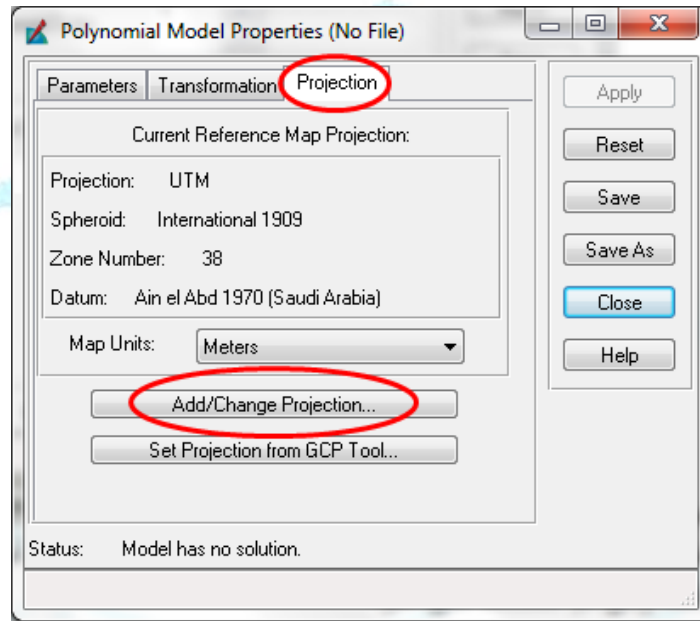 Polynomial Model Properties (No File)
Parameters Transformation Projection
Current Reference Map Projection:
Projection: UTM
Spheroid: International 1909
Zone Number: 38
Datum: Ain el Abd 1970 (Saudi Arabia)
Map Units: Meters
Add/Change Projection...
Set Projection from GCP Tool...
Status: Model has no solution.
Apply
Reset
Save
Save As
Close
Help